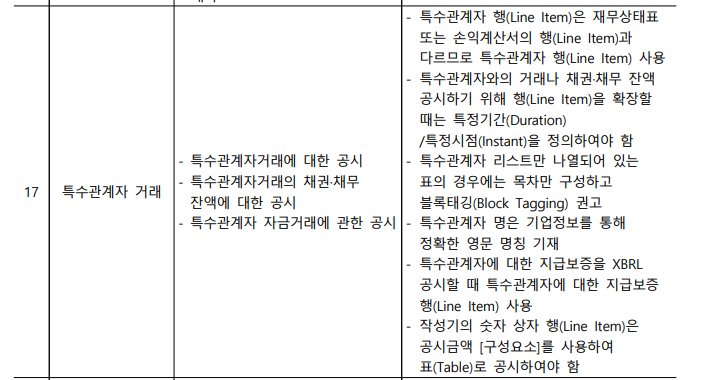 17
특수관계자 거래
- 특수관계자거래에 대한 공시
- 특수관계자거래의 채권·채무
잔액에 대한 공시
- 특수관계자 자금거래에 관한 공시
- 특수관계자 행(Line Item)은 재무상태표
또는 손익계산서의 행(Line Item)과
다르므로 특수관계자 행(Line Item) 사용
- 특수관계자와의 거래나 채권·채무 잔액
공시하기 위해 행(Line Item)을 확장할
때는 특정기간(Duration)
/특정시점(Instant)을 정의하여야 함
- 특수관계자 리스트만 나열되어 있는
표의 경우에는 목차만 구성하고
블록태깅(Block Tagging) 권고
- 특수관계자 명은 기업정보를 통해
정확한 영문 명칭 기재
- 특수관계자에 대한 지급보증을 XBRL
공시할 때 특수관계자에 대한 지급보증
행(Line Item) 사용
- 작성기의 숫자 상자 행(Line Item)은
공시금액 [구성요소]를 사용하여
표(Table)로 공시하여야 함